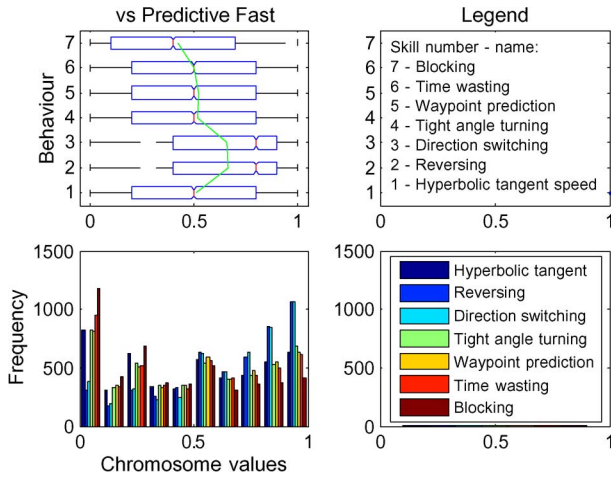 vs Predictive Fast
Legend
7
6
5
4
3
2
1
Behaviour
0
0.5
1
7
6
5
4
3
2
1
Skill number - name:
7 - Blocking
6 - Time wasting
5 - Waypoint prediction
4 - Tight angle turning
3 - Direction switching
2 - Reversing
1 - Hyperbolic tangent speed
0
0.5
1
1500
1000
500
0
Frequency
0
0.5
1
Chromosome values
1500
1000
500
0
Hyperbolic tangent
Reversing
Direction switching
Tight angle turning
Waypoint prediction
Time wasting
Blocking
0
0.5
1